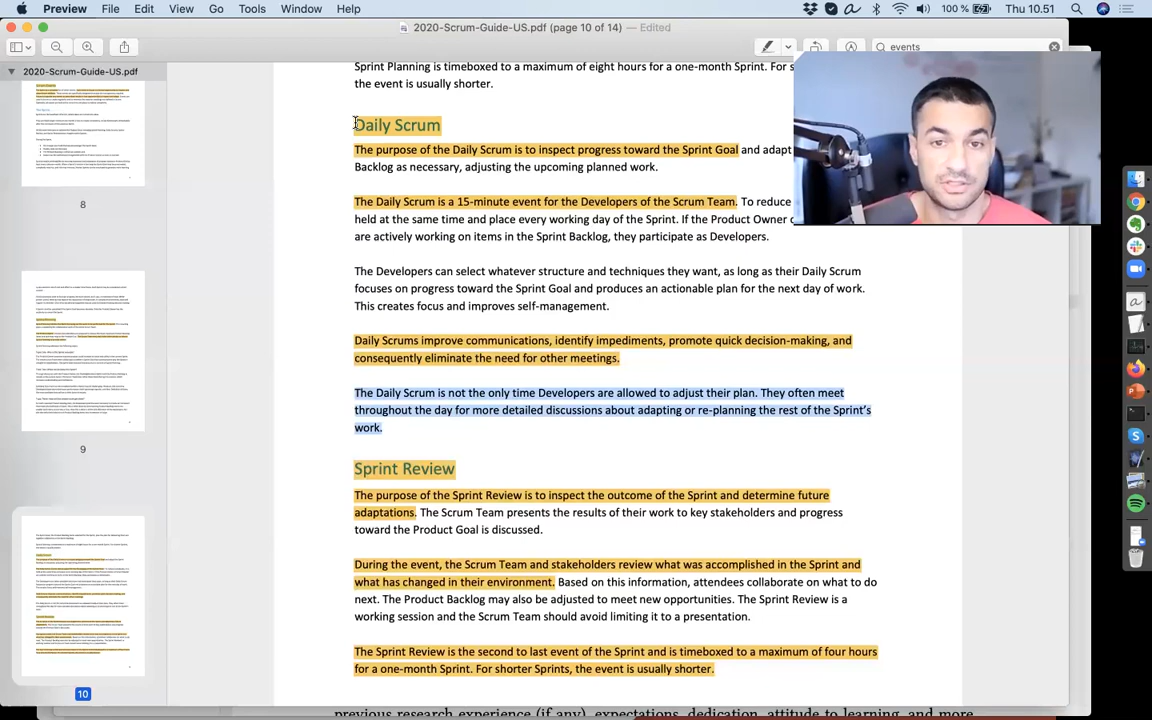 Preview File Edit View Go Tools Window Help 100 % Thu 10.51
2020-Scrum-Guide-US.pdf (page 10 of 14) — Edited
events
2020-Scrum-Guide-US.pdf
8
9
10
Sprint Planning is timeboxed to a maximum of eight hours for a one-month Sprint. For s
the event is usually shorter.
Daily Scrum
The purpose of the Daily Scrum is to inspect progress toward the Sprint Goal and adapt
Backlog as necessary, adjusting the upcoming planned work.
The Daily Scrum is a 15-minute event for the Developers of the Scrum Team. To reduce
held at the same time and place every working day of the Sprint. If the Product Owner
are actively working on items in the Sprint Backlog, they participate as Developers.
The Developers can select whatever structure and techniques they want, as long as their Daily Scrum
focuses on progress toward the Sprint Goal and produces an actionable plan for the next day of work.
This creates focus and improves self-management.
Daily Scrums improve communications, identify impediments, promote quick decision-making, and
consequently eliminate the need for other meetings.
The Daily Scrum is not the only time Developers are allowed to adjust their plan. They often meet
throughout the day for more detailed discussions about adapting or re-planning the rest of the Sprint’s
work.
Sprint Review
The purpose of the Sprint Review is to inspect the outcome of the Sprint and determine future
adaptations. The Scrum Team presents the results of their work to key stakeholders and progress
toward the Product Goal is discussed.
During the event, the Scrum Team and stakeholders review what was accomplished in the Sprint and
what has changed in their environment. Based on this information, attendees collaborate on what to do
next. The Product Backlog may also be adjusted to meet new opportunities. The Sprint Review is a
working session and the Scrum Team should avoid limiting it to a presentation.
The Sprint Review is the second to last event of the Sprint and is timeboxed to a maximum of four hours
for a one-month Sprint. For shorter Sprints, the event is usually shorter.
previous research experience (if any), expectations, dedication, attitude to learning, and more